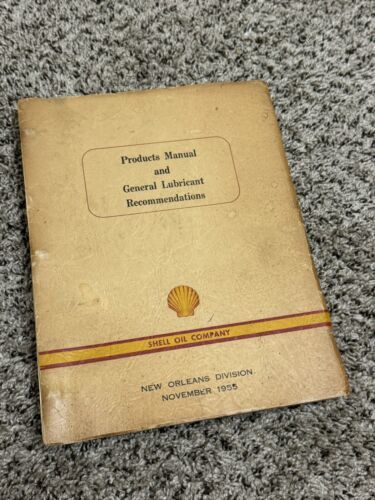 Products Manual
and
General Lubricant
Recommendations
SHELL OIL COMPANY
NEW ORLEANS DIVISION
NOVEMBER 1955